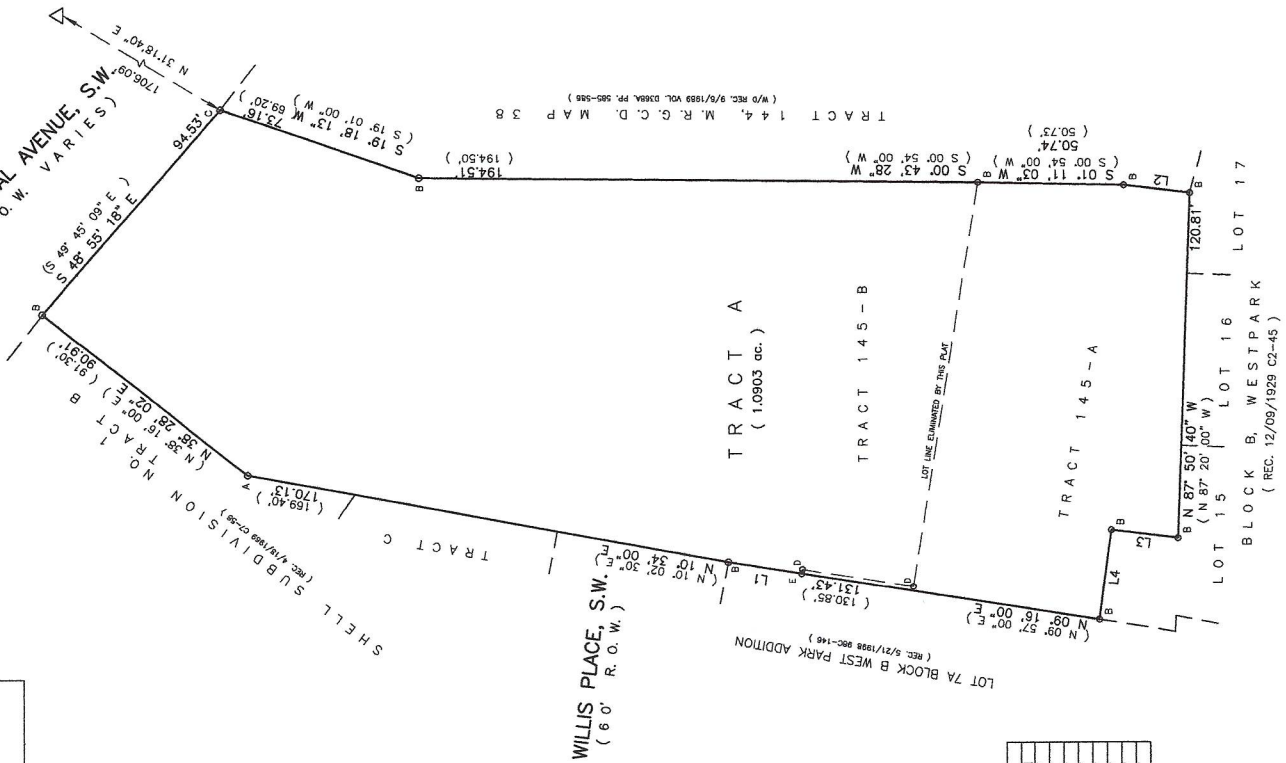 AL AVENUE, S.W.
O. W. VARIES )
N 31°18'40" E
1706.09'
94.53'
C
(S 49° 45' 09" E )
S 48° 55' 18" E
B
S 19° 18' 13" W
73.16'
( S 19° 01' 00" W )
69.20'
B
( 194.50' )
194.51'
TRACT 144, M. R. G. C. D. MAP 38
( W/D REC. 9/8/1989 VOL. D368A, PP. 585-586 )
S 00° 43' 28" W
( S 00° 54' 00" W )
B
S 01° 11' 03" W
( S 00° 54' 00" W )
50.74'
( 50.73' )
B
L2
B
( 91.30' )
90.91'
N 38° 28' 02" E
( N 38° 16' 00" E )
TRACT B
SHELL SUBDIVISION NO. 1
( REC. 4/18/1969 C7-58 )
A
( 169.40' )
170.13'
TRACT C
N 10° 34' 00" E
( N 10° 02' 30" E )
B
WILLIS PLACE, S.W.
( 60' R. O. W. )
L1
E
D
( 130.85' )
131.43'
D
N 09° 16' 00" E
( N 09° 57' 00" E )
B
LOT 7A BLOCK B WEST PARK ADDITION
( REC. 5/21/1998 98C-146 )
TRACT A
( 1.0903 ac. )
TRACT 145-B
LOT LINE ELIMINATED BY THIS PLAT
TRACT 145-A
L4
B
L3
B
N 87° 50' 40" W
( N 87° 20' 00" W )
120.81'
LOT 15
LOT 16
LOT 17
BLOCK B, WESTPARK
( REC. 12/09/1929 C2-45 )